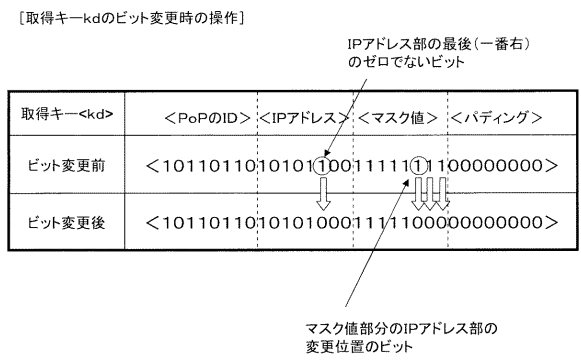 [取得キーkdのビット変更時の操作]
IPアドレス部の最後(一番右)
のゼロでないビット
取得キー<kd> <PoPのID> <IPアドレス> <マスク値> <パディング>
ビット変更前 <10110110101011001111111100000000>
ビット変更後 <10110110101010001111100000000000>
マスク値部分のIPアドレス部の
変更位置のビット